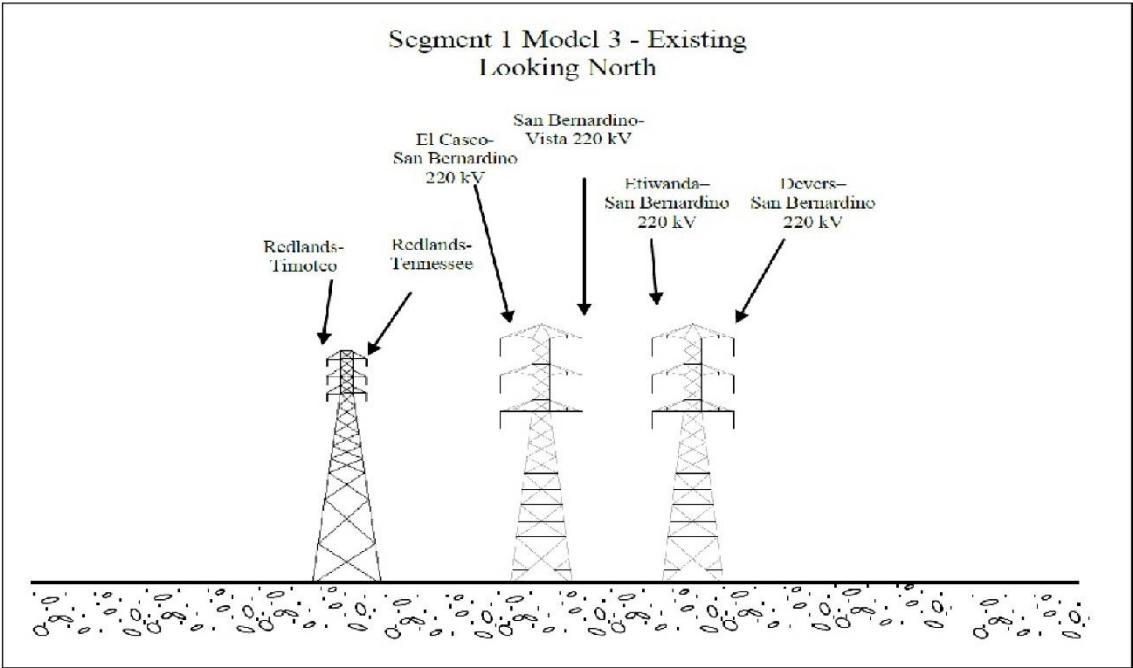 Segment 1 Model 3 - Existing
Looking North
San Bernardino-
Vista 220 kV
El Casco-
San Bernardino
220 kV
Etiwanda–
San Bernardino
220 kV
Devers–
San Bernardino
220 kV
Redlands-
Timoteo
Redlands-
Tennessee